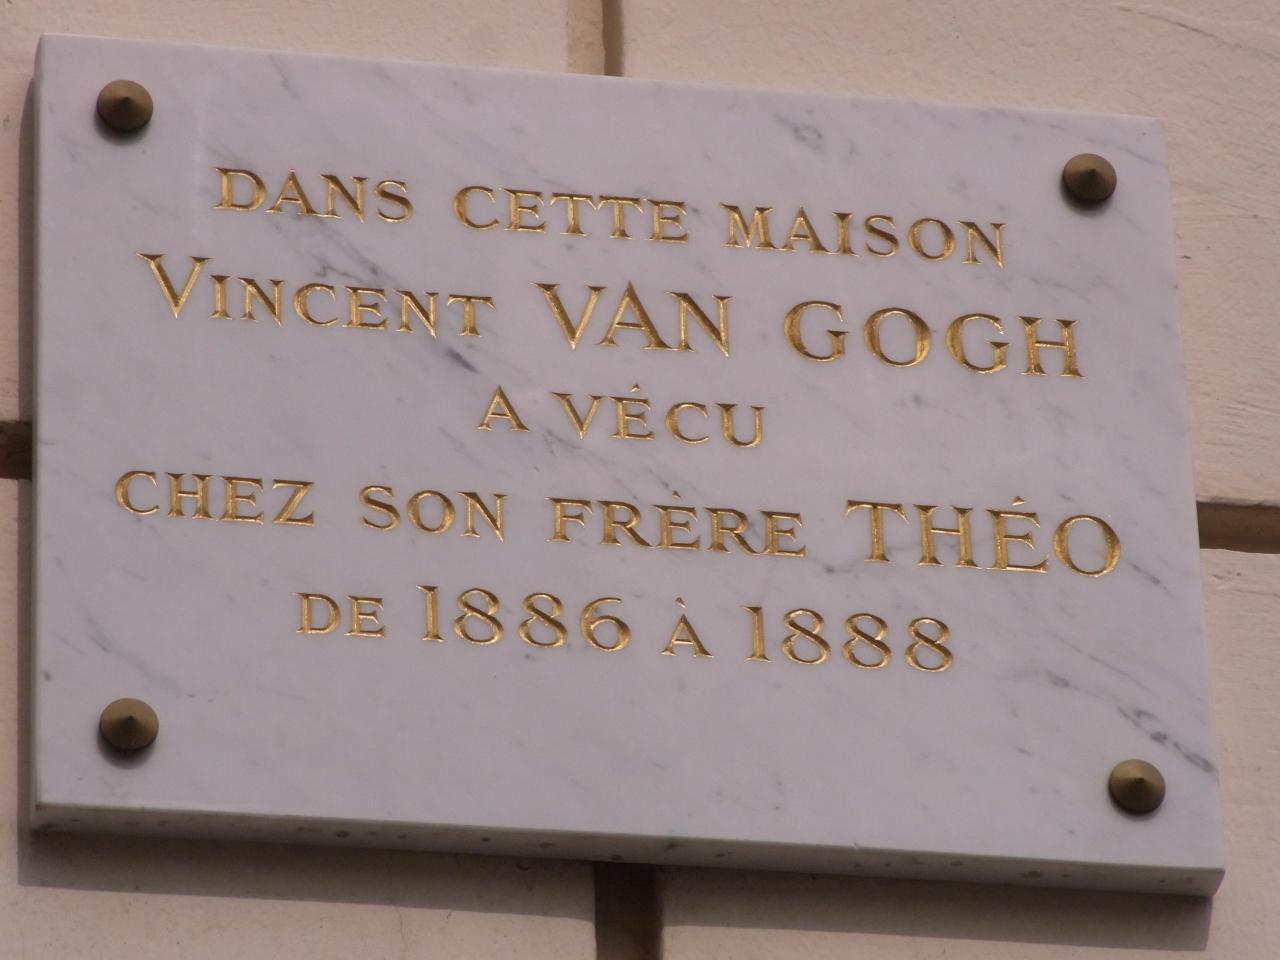 DANS CETTE MAISON
VINCENT VAN GOGH
A VÉCU
CHEZ SON FRÈRE THÉO
DE 1886 À 1888